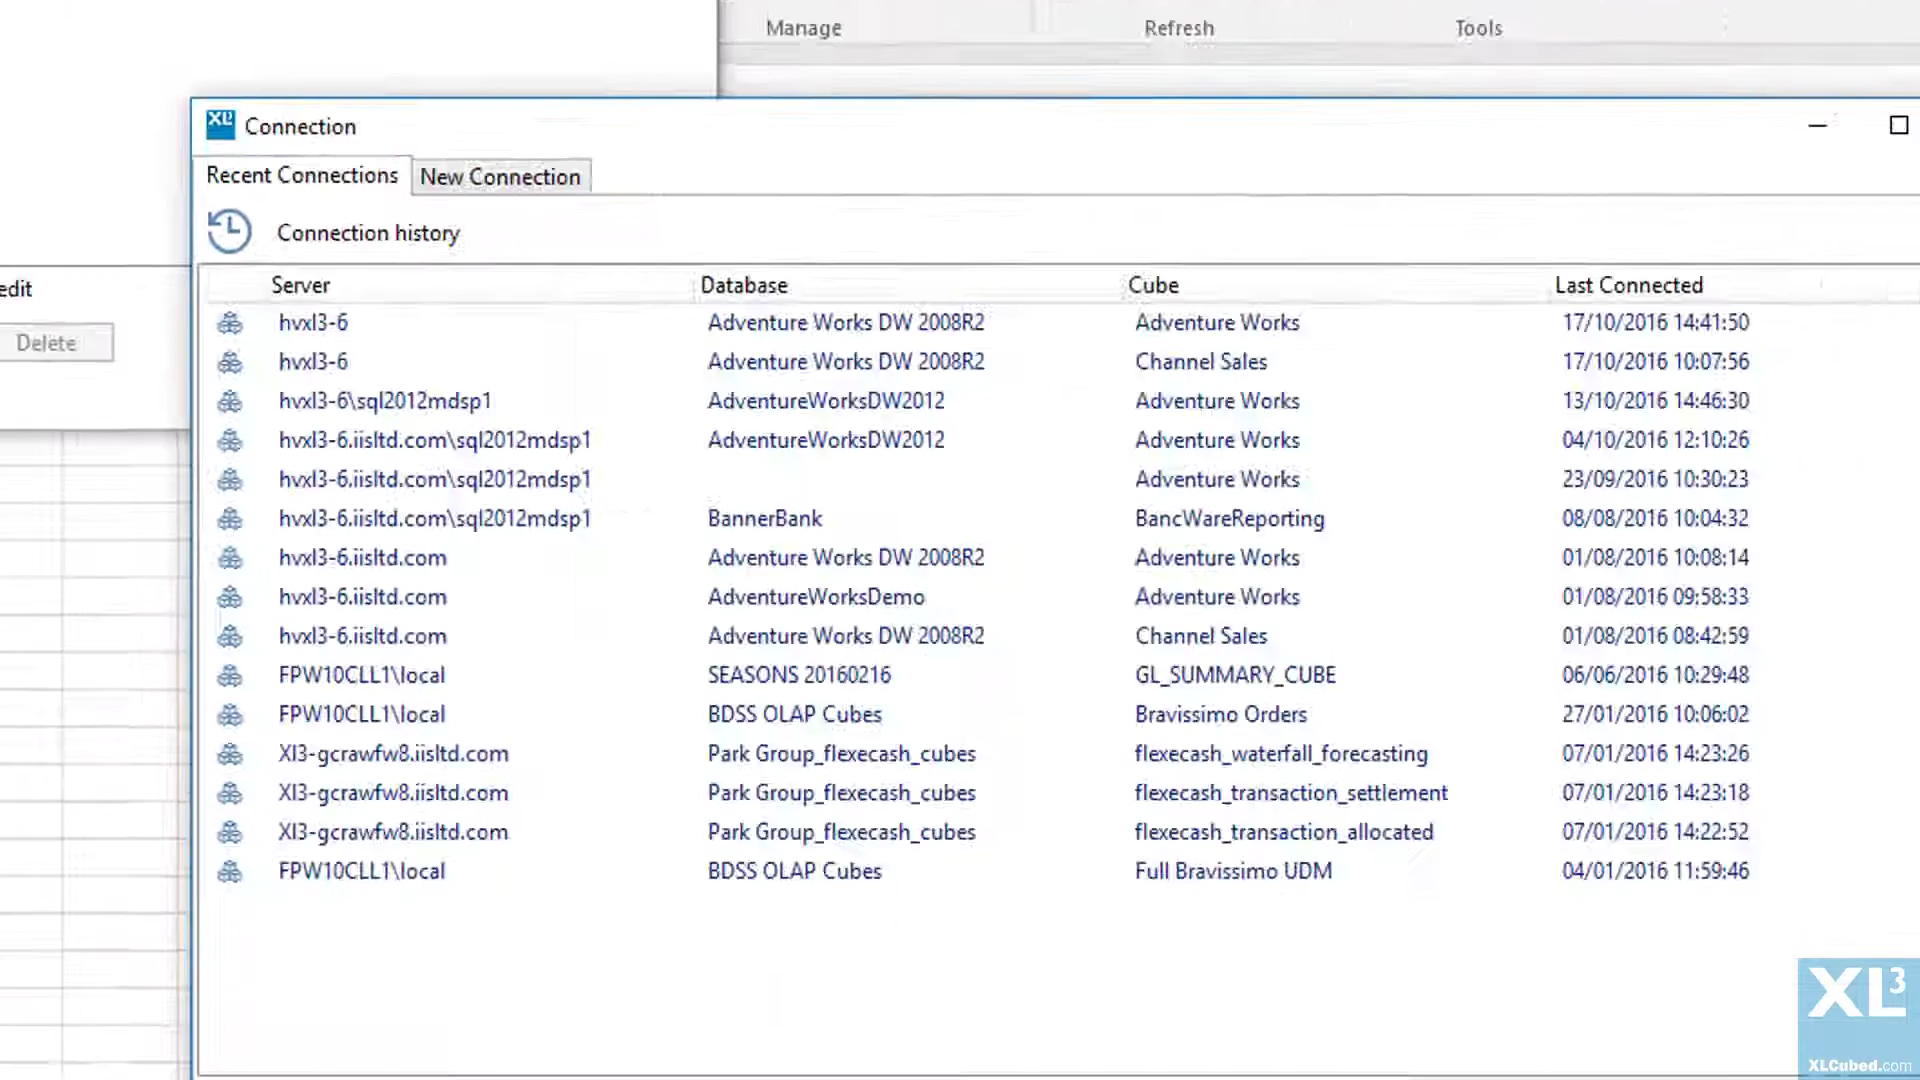 Manage Refresh Tools
XL3 Connection
Recent Connections New Connection
Connection history
edit
Delete
Server Database Cube Last Connected
hvxl3-6 Adventure Works DW 2008R2 Adventure Works 17/10/2016 14:41:50
hvxl3-6 Adventure Works DW 2008R2 Channel Sales 17/10/2016 10:07:56
hvxl3-6\sql2012mdsp1 AdventureWorksDW2012 Adventure Works 13/10/2016 14:46:30
hvxl3-6.iisltd.com\sql2012mdsp1 AdventureWorksDW2012 Adventure Works 04/10/2016 12:10:26
hvxl3-6.iisltd.com\sql2012mdsp1 Adventure Works 23/09/2016 10:30:23
hvxl3-6.iisltd.com\sql2012mdsp1 BannerBank BancWareReporting 08/08/2016 10:04:32
hvxl3-6.iisltd.com Adventure Works DW 2008R2 Adventure Works 01/08/2016 10:08:14
hvxl3-6.iisltd.com AdventureWorksDemo Adventure Works 01/08/2016 09:58:33
hvxl3-6.iisltd.com Adventure Works DW 2008R2 Channel Sales 01/08/2016 08:42:59
FPW10CLL1\local SEASONS 20160216 GL_SUMMARY_CUBE 06/06/2016 10:29:48
FPW10CLL1\local BDSS OLAP Cubes Bravissimo Orders 27/01/2016 10:06:02
Xl3-gcrawfw8.iisltd.com Park Group_flexecash_cubes flexecash_waterfall_forecasting 07/01/2016 14:23:26
Xl3-gcrawfw8.iisltd.com Park Group_flexecash_cubes flexecash_transaction_settlement 07/01/2016 14:23:18
Xl3-gcrawfw8.iisltd.com Park Group_flexecash_cubes flexecash_transaction_allocated 07/01/2016 14:22:52
FPW10CLL1\local BDSS OLAP Cubes Full Bravissimo UDM 04/01/2016 11:59:46
XL3
XLCubed.com